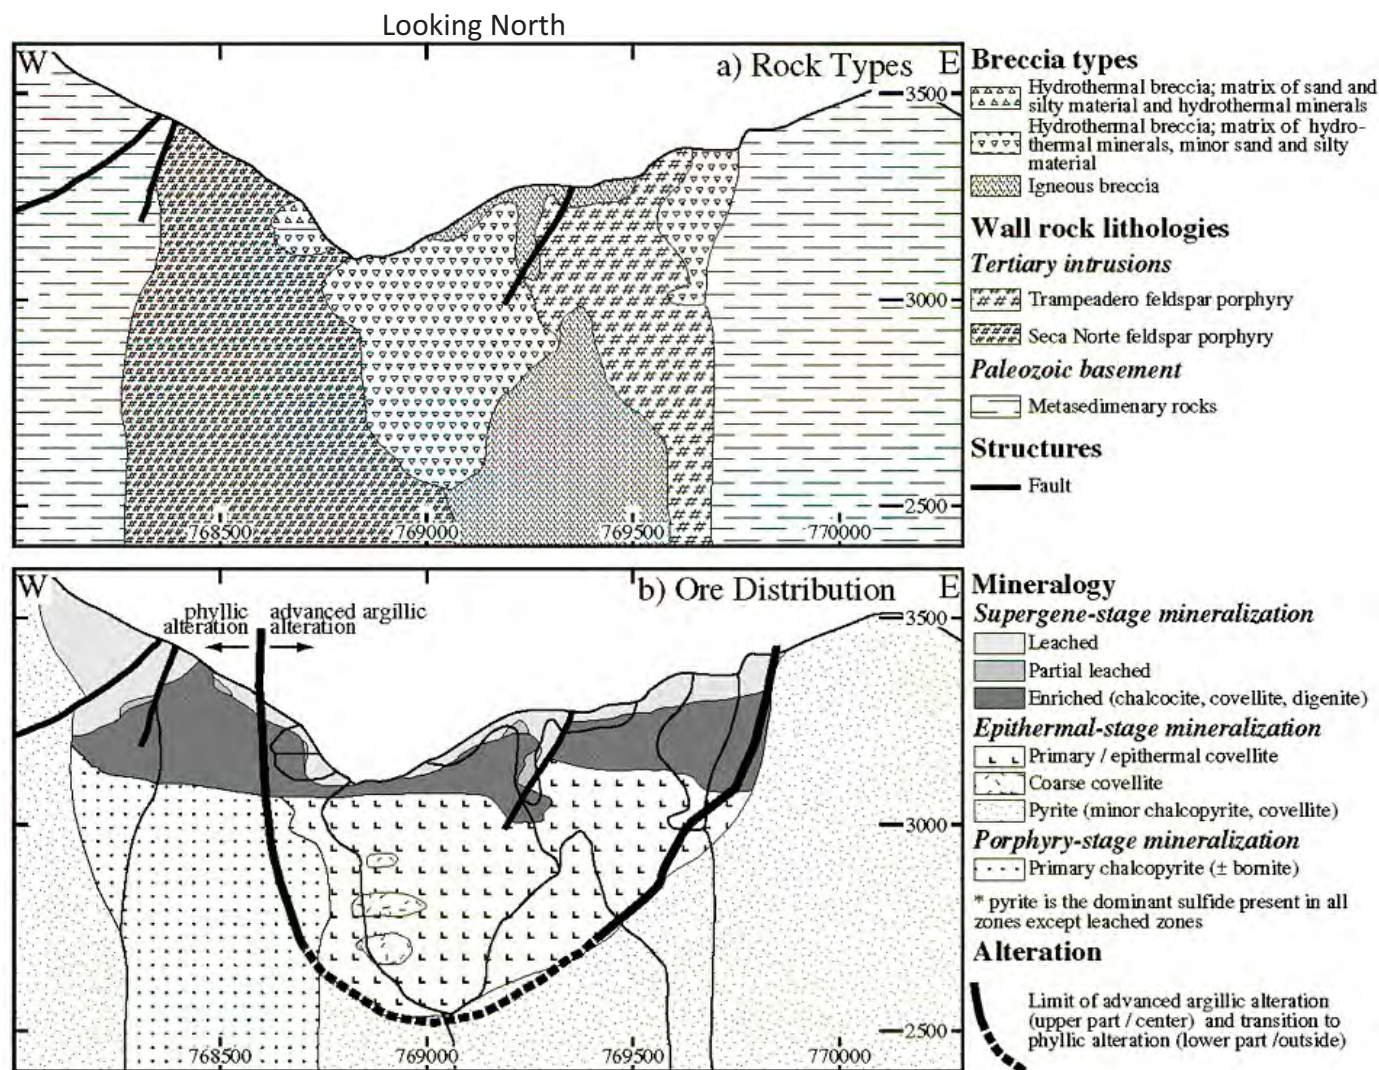 Looking North
W
a) Rock Types
E
3500
3000
2500
768500
769000
769500
770000
Breccia types
Hydrothermal breccia; matrix of sand and
silty material and hydrothermal minerals
Hydrothermal breccia; matrix of hydro-
thermal minerals, minor sand and silty
material
Igneous breccia
Wall rock lithologies
Tertiary intrusions
Trampeadero feldspar porphyry
Seca Norte feldspar porphyry
Paleozoic basement
Metasedimenary rocks
Structures
Fault
W
b) Ore Distribution
E
phyllic
alteration
advanced argillic
alteration
3500
3000
2500
768500
769000
769500
770000
Mineralogy
Supergene-stage mineralization
Leached
Partial leached
Enriched (chalcocite, covellite, digenite)
Epithermal-stage mineralization
Primary / epithermal covellite
Coarse covellite
Pyrite (minor chalcopyrite, covellite)
Porphyry-stage mineralization
Primary chalcopyrite (± bornite)
* pyrite is the dominant sulfide present in all
zones except leached zones
Alteration
Limit of advanced argillic alteration
(upper part / center) and transition to
phyllic alteration (lower part /outside)